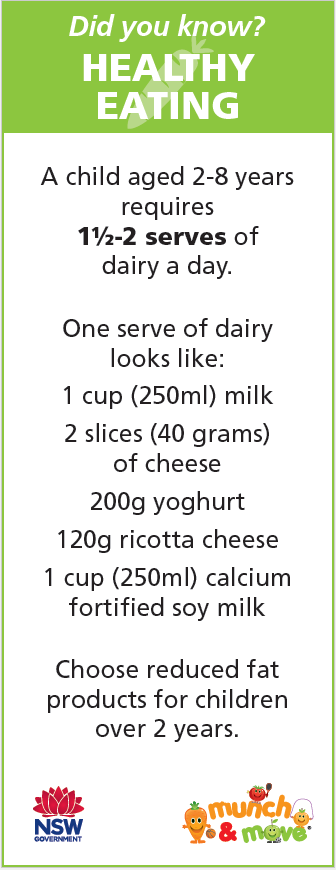 Did you know?
HEALTHY
EATING
A child aged 2-8 years
requires
1½-2 serves of
dairy a day.
One serve of dairy
looks like:
1 cup (250ml) milk
2 slices (40 grams)
of cheese
200g yoghurt
120g ricotta cheese
1 cup (250ml) calcium
fortified soy milk
Choose reduced fat
products for children
over 2 years.
NSW
GOVERNMENT
munch
& move®